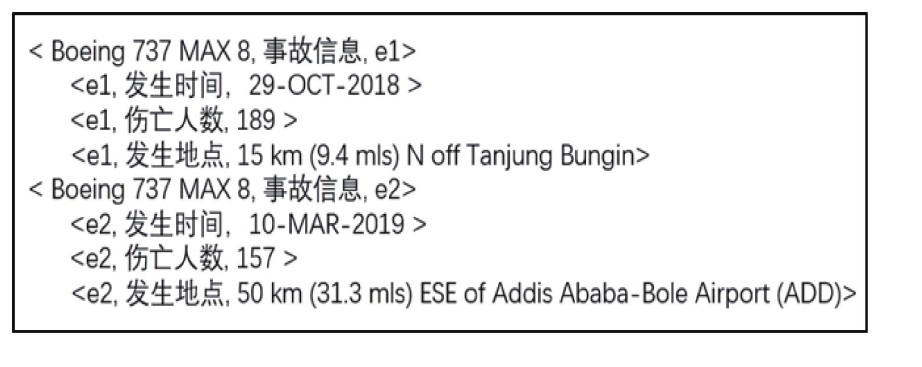 < Boeing 737 MAX 8, 事故信息, e1>
<e1, 发生时间， 29-OCT-2018 >
<e1, 伤亡人数, 189 >
<e1, 发生地点, 15 km (9.4 mls) N off Tanjung Bungin>
< Boeing 737 MAX 8, 事故信息, e2>
<e2, 发生时间， 10-MAR-2019 >
<e2, 伤亡人数, 157 >
<e2, 发生地点, 50 km (31.3 mls) ESE of Addis Ababa-Bole Airport (ADD)>